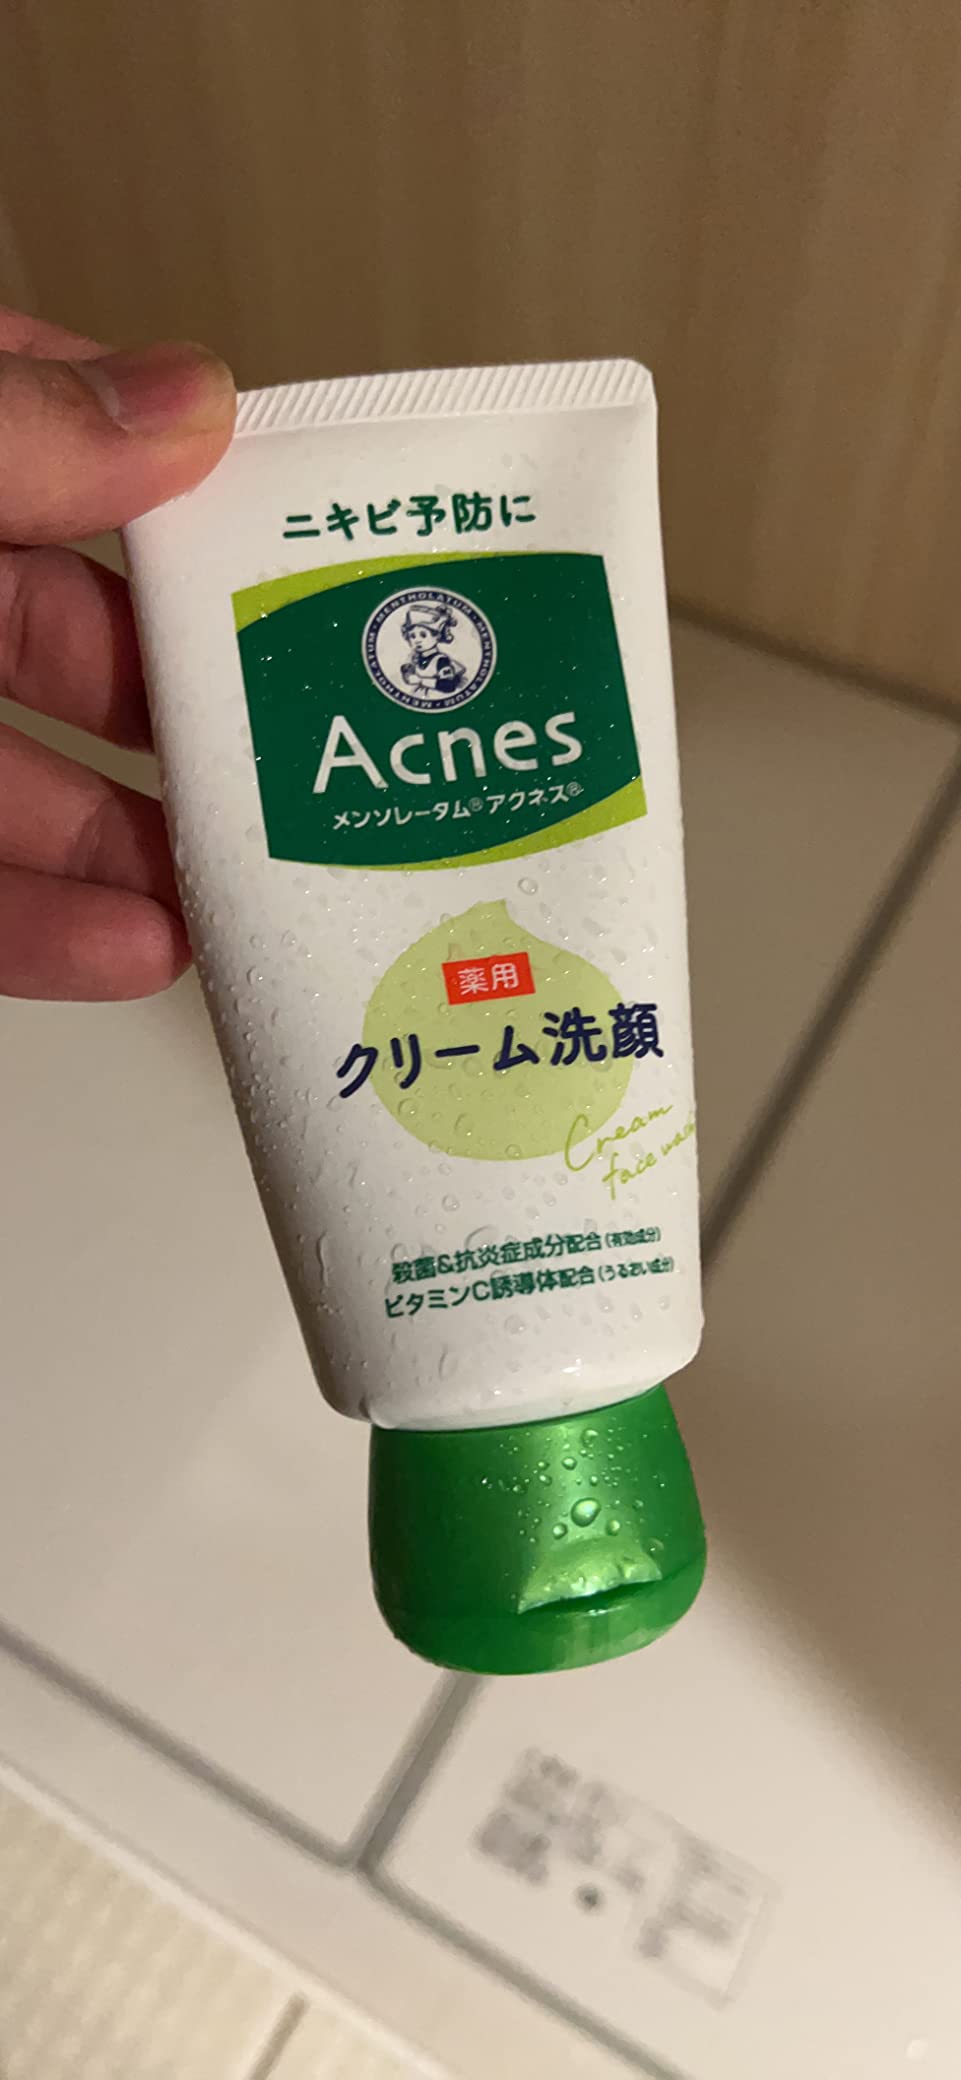 ニキビ予防に
MENTHOLATUM · MENTHOLATUM · MENTHOLATUM
Acnes
メンソレータム®アクネス®
薬用
クリーム洗顔
Cream
face wash
殺菌&抗炎症成分配合(有効成分)
ビタミンC誘導体配合(うるおい成分)